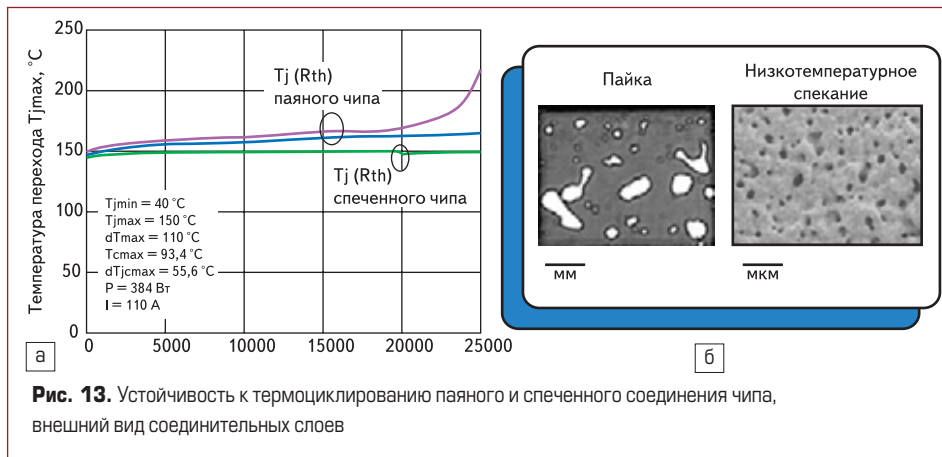 250
200
150
100
50
0
Температура перехода Tjmax, °C
Tj (Rth)
паяного чипа
Tj (Rth)
спеченного чипа
Tjmin = 40 °C
Tjmax = 150 °C
dTmax = 110 °C
Tcmax = 93,4 °C
dTjcmax = 55,6 °C
P = 384 Вт
I = 110 A
0 5000 10000 15000 20000 25000
а
Пайка
Низкотемпературное
спекание
мм
мкм
б
Рис. 13. Устойчивость к термоциклированию паяного и спеченного соединения чипа,
внешний вид соединительных слоев